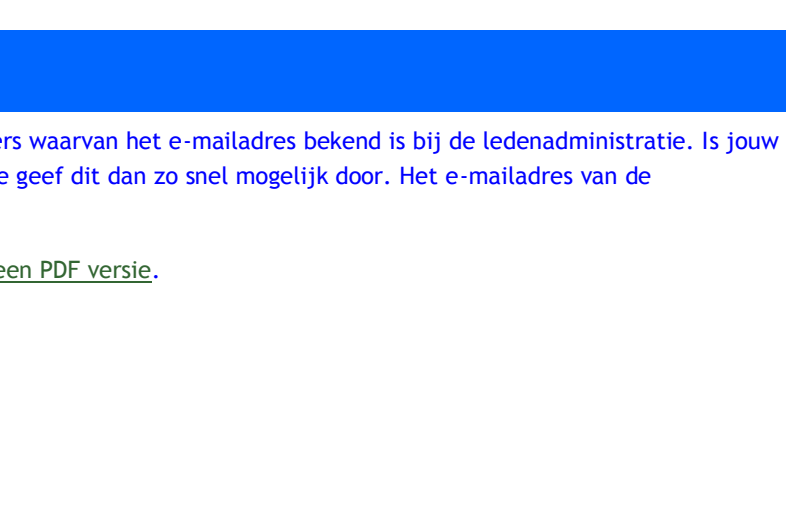 waarvan het e-mailadres bekend is bij de ledenadministratie. Is jouw
geef dit dan zo snel mogelijk door. Het e-mailadres van de
een PDF versie.